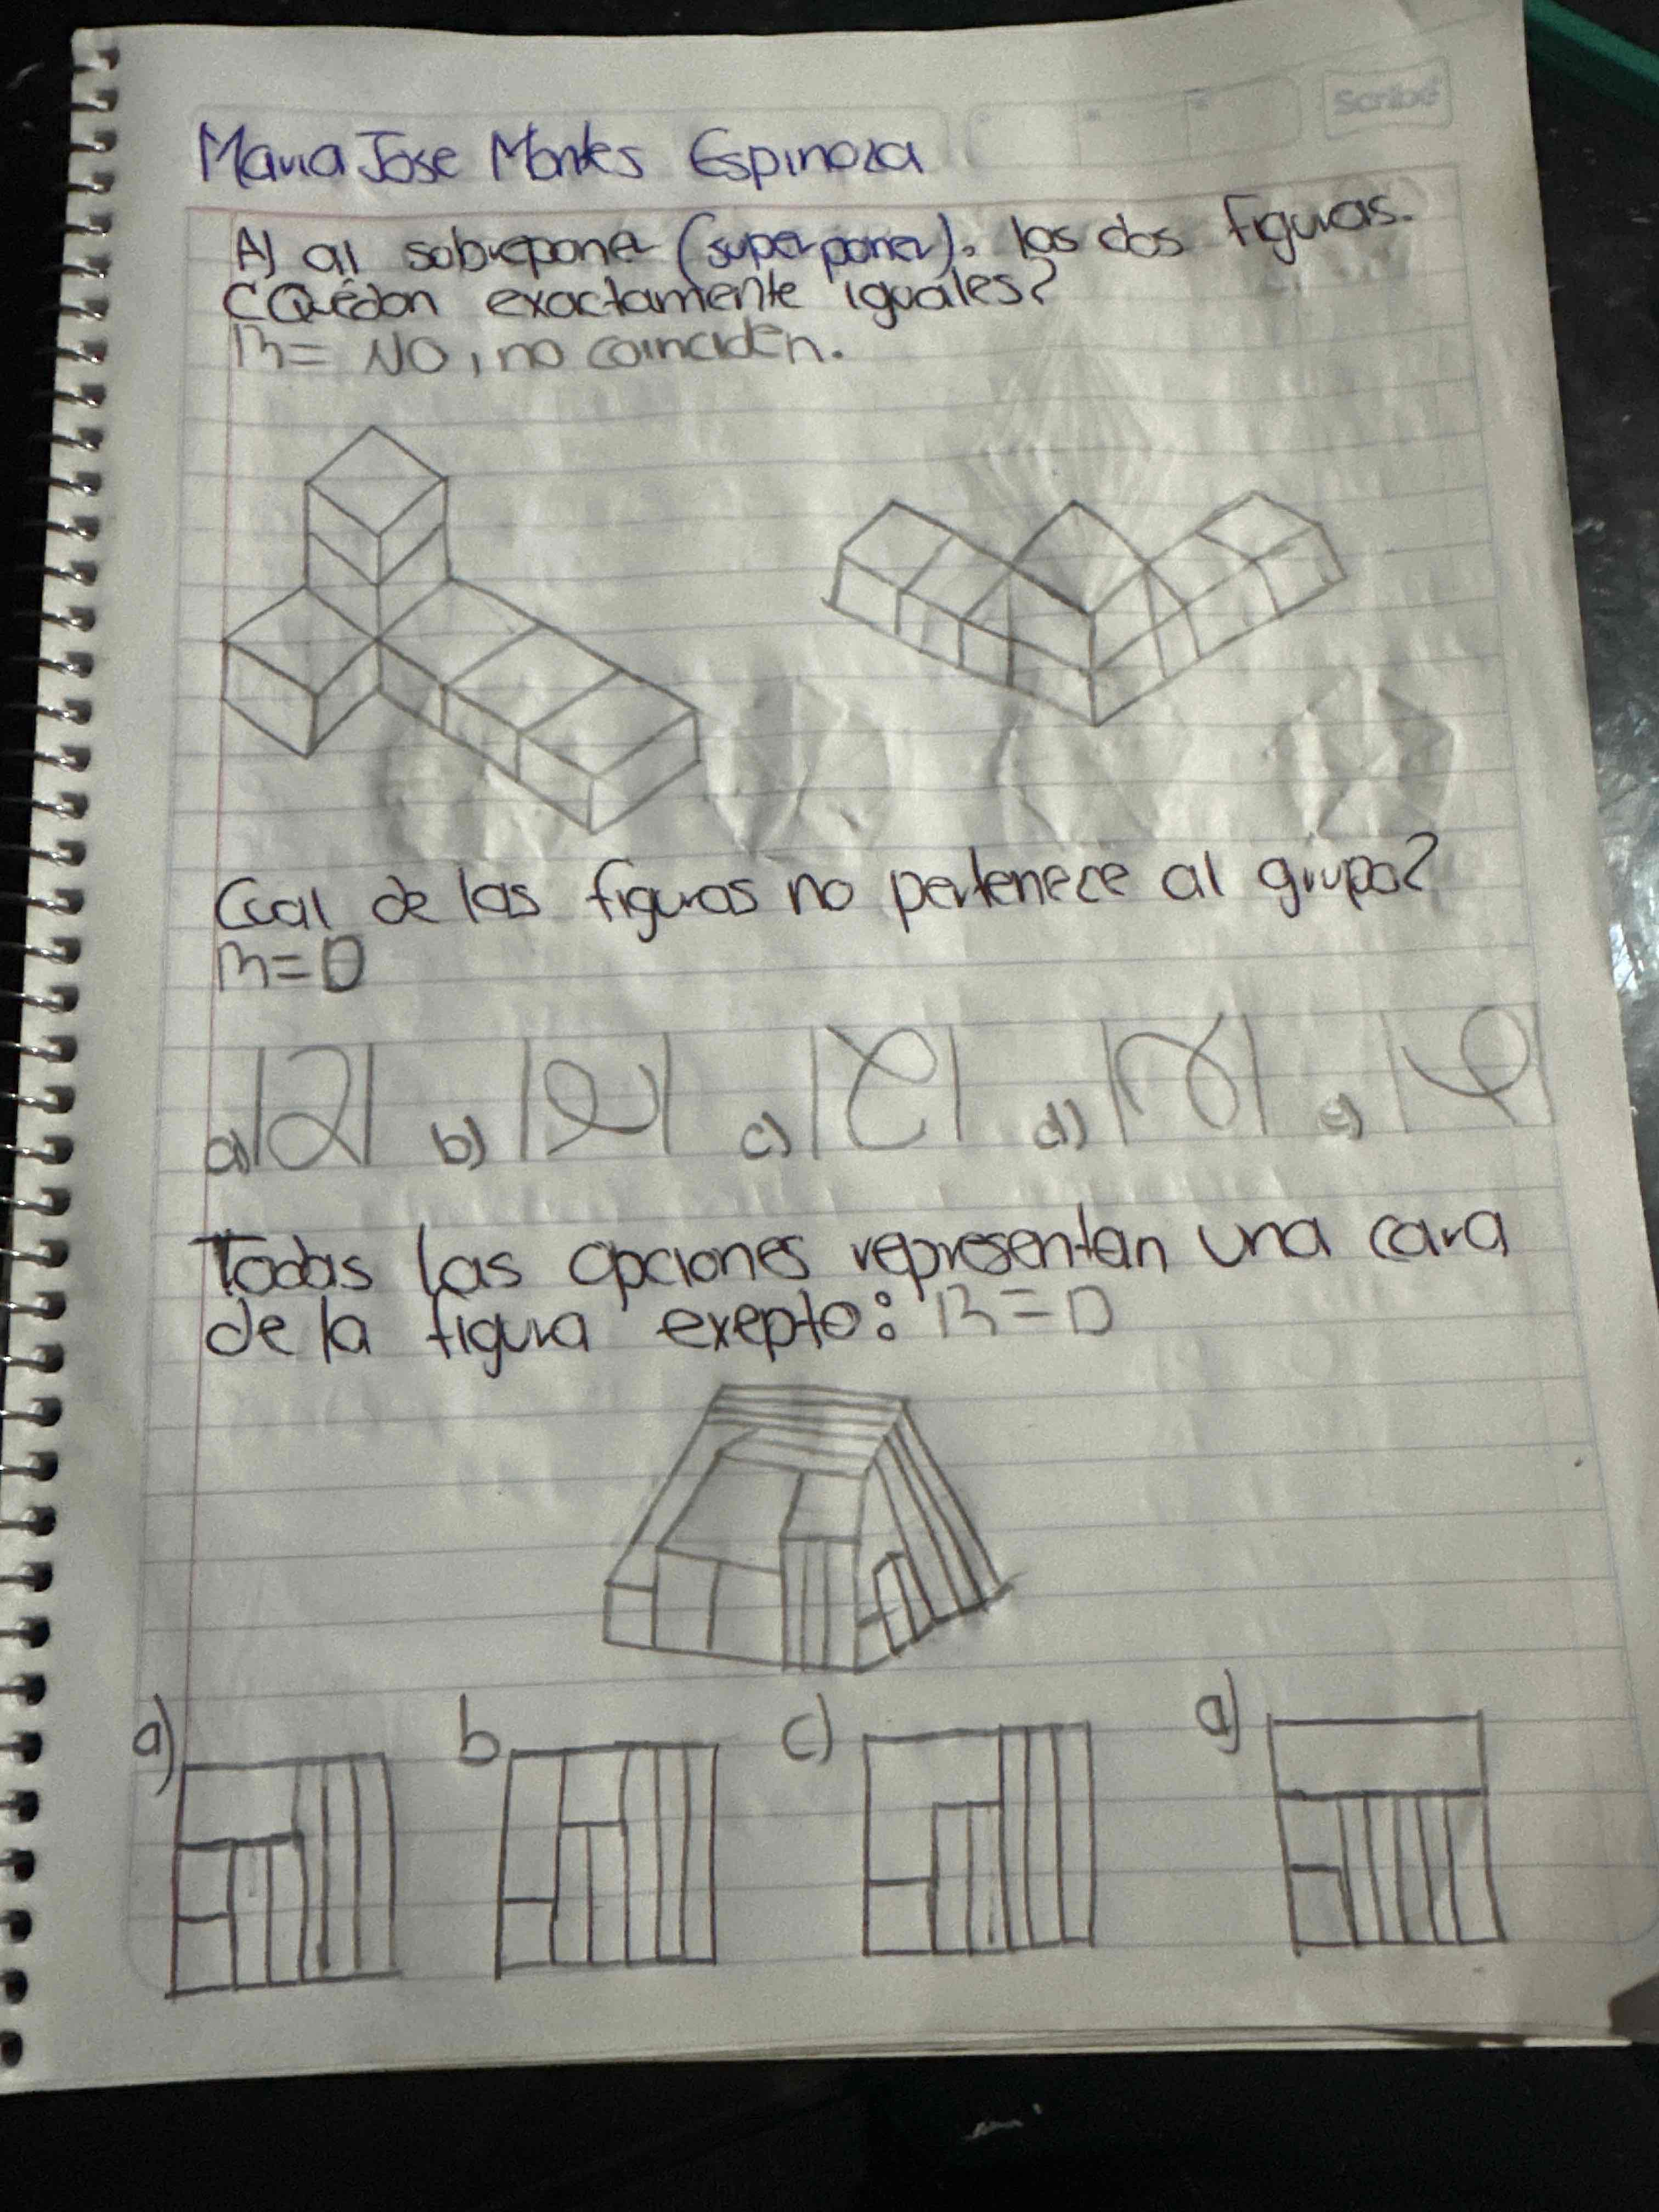 Scribe
Maria Jose Montes Espinoza
A) al sobreponer (superponer). las dos figuras.
¿Quédan exactamente iguales?
R= NO, no coinciden.
Cual de las figuras no pertenece al grupo?
R=D
a) b) c) d) e)
Todas las opciones representan una cara
de la figura exepto: R=D
a) b c) d)